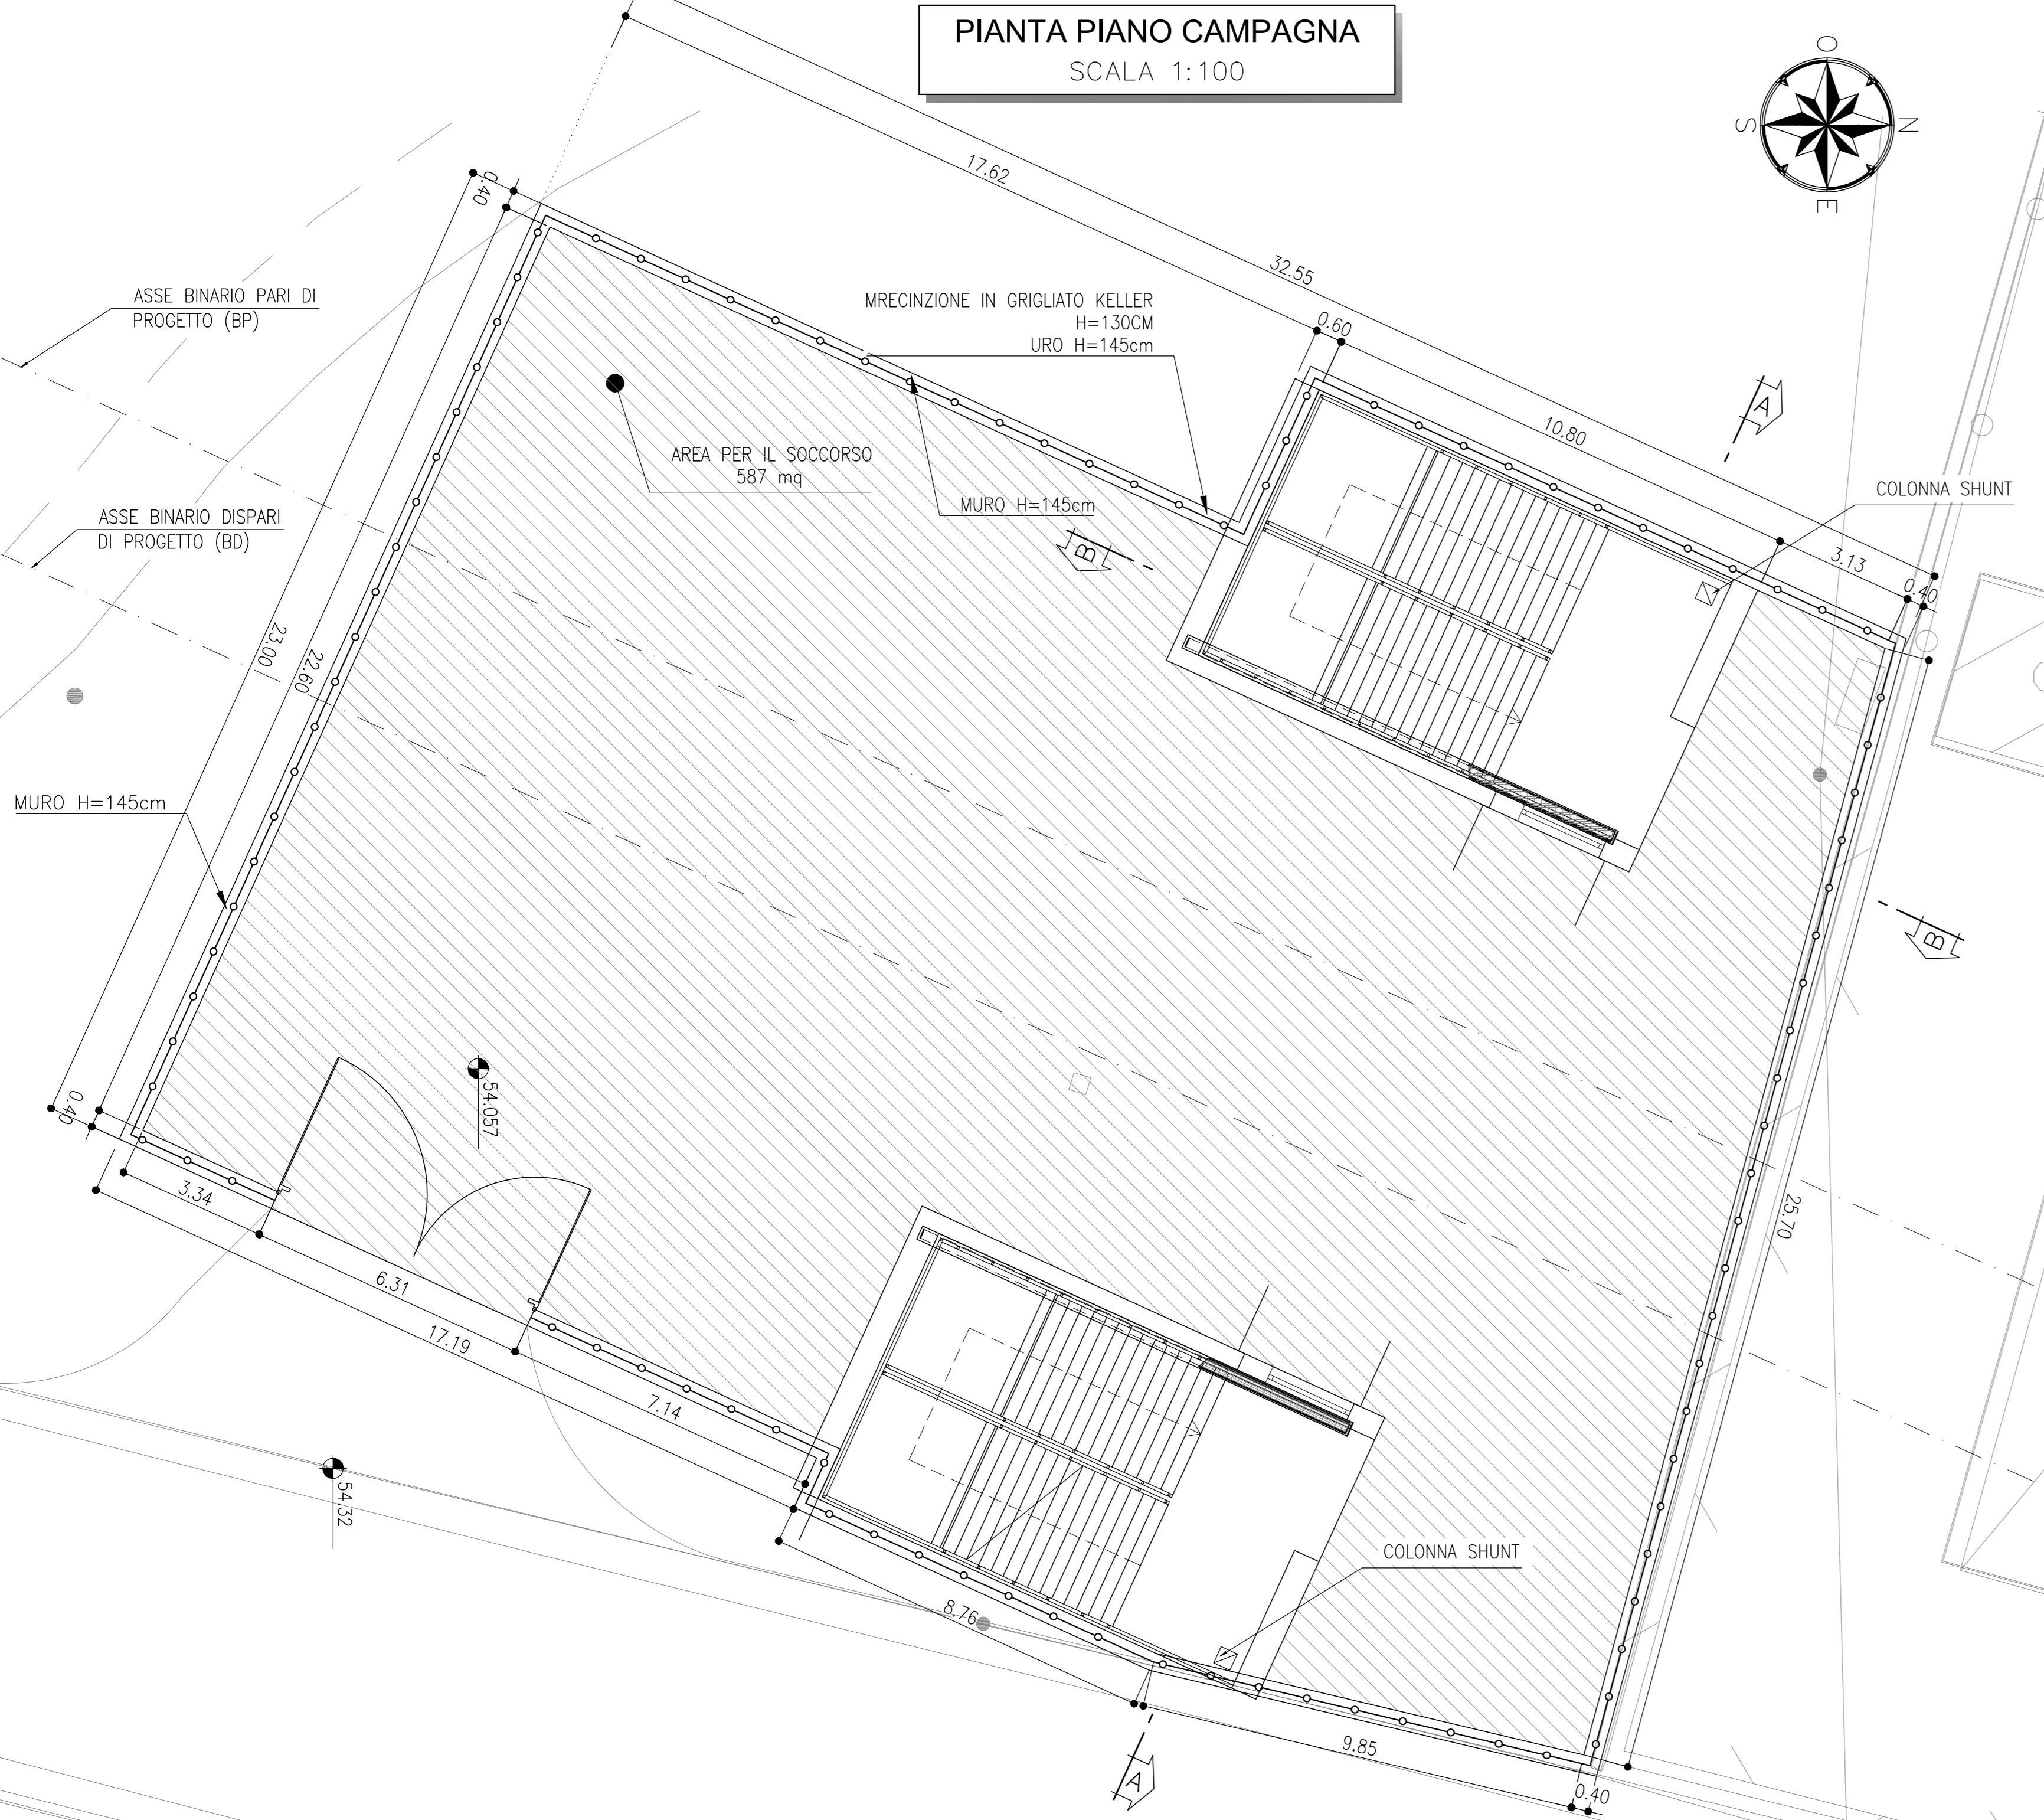 PIANTA PIANO CAMPAGNA
SCALA 1:100
O
N
S
E
17.62
32.55
0.40
ASSE BINARIO PARI DI
PROGETTO (BP)
MRECINZIONE IN GRIGLIATO KELLER
H=130CM
URO H=145cm
0.60
A
10.80
AREA PER IL SOCCORSO
587 mq
COLONNA SHUNT
MURO H=145cm
ASSE BINARIO DISPARI
DI PROGETTO (BD)
B
3.13
0.40
23.00
22.60
MURO H=145cm
B
54.057
0.40
3.34
25.70
6.31
17.19
7.14
54.32
COLONNA SHUNT
8.76
9.85
A
0.40